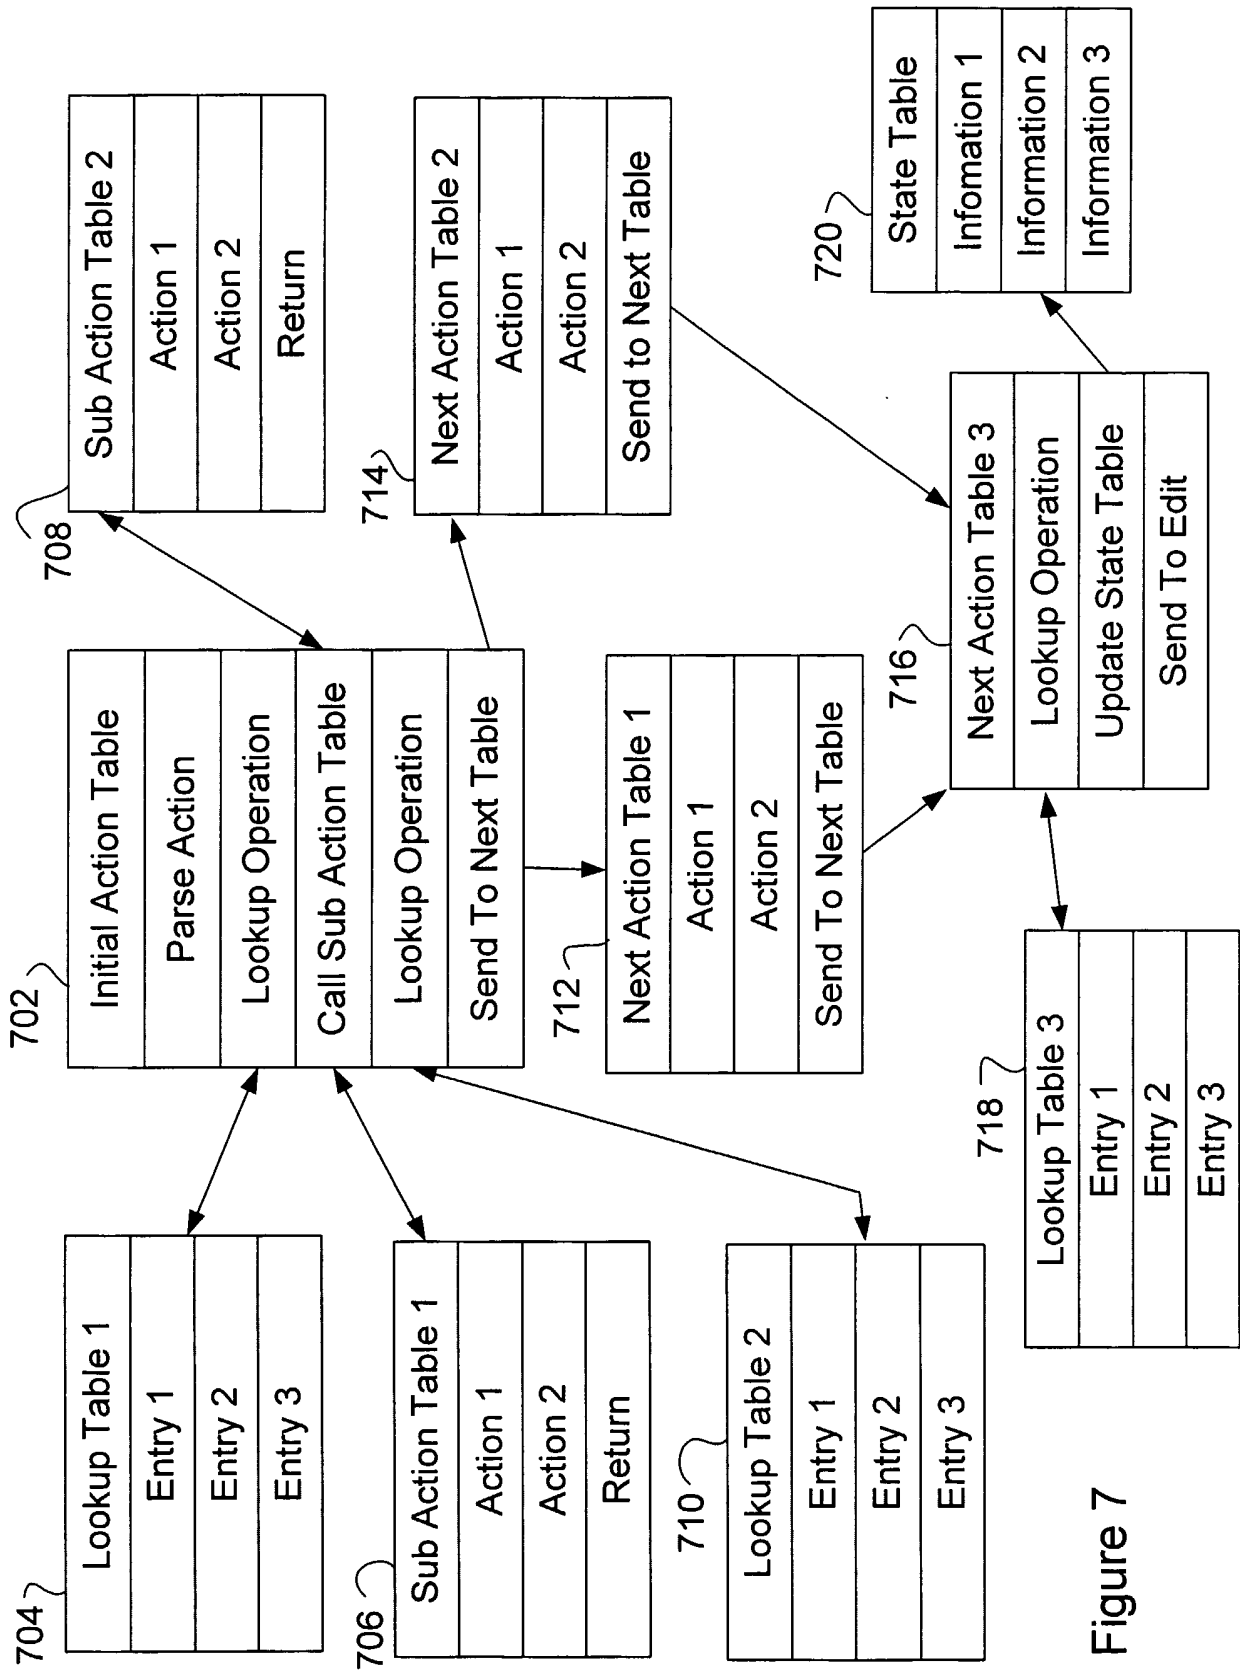 702
Initial Action Table
Parse Action
Lookup Operation
Call Sub Action Table
Lookup Operation
Send To Next Table
704
Lookup Table 1
Entry 1
Entry 2
Entry 3
706
Sub Action Table 1
Action 1
Action 2
Return
708
Sub Action Table 2
Action 1
Action 2
Return
710
Lookup Table 2
Entry 1
Entry 2
Entry 3
712
Next Action Table 1
Action 1
Action 2
Send To Next Table
714
Next Action Table 2
Action 1
Action 2
Send to Next Table
716
Next Action Table 3
Lookup Operation
Update State Table
Send To Edit
718
Lookup Table 3
Entry 1
Entry 2
Entry 3
720
State Table
Infomation 1
Information 2
Information 3
Figure 7